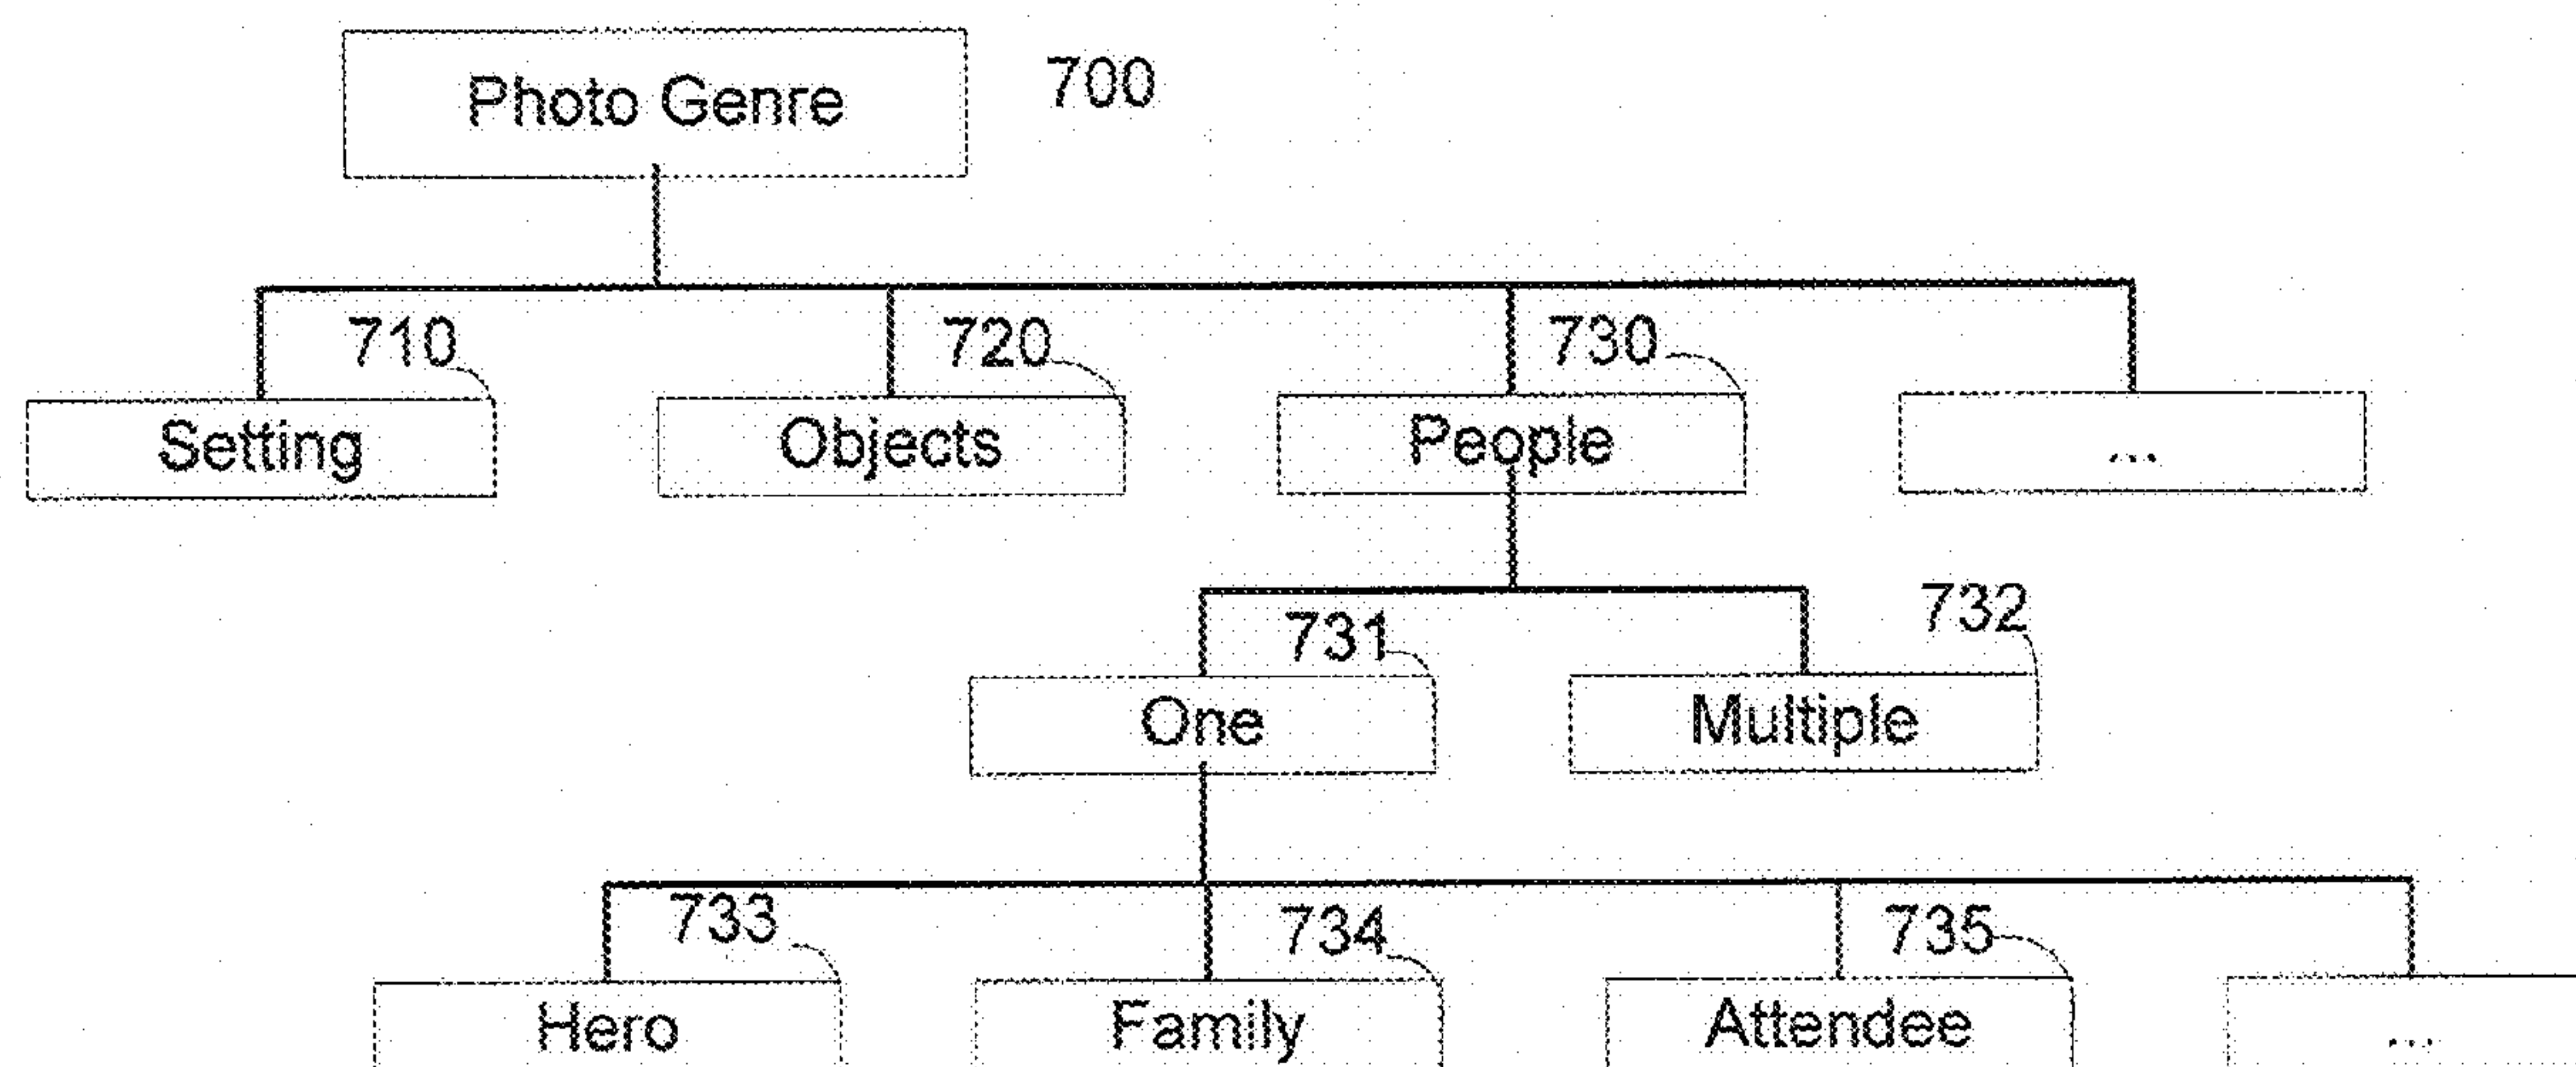 Photo Genre 700
710 720 730
Setting Objects People ...
731 732
One Multiple
733 734 735
Hero Family Attendee ...